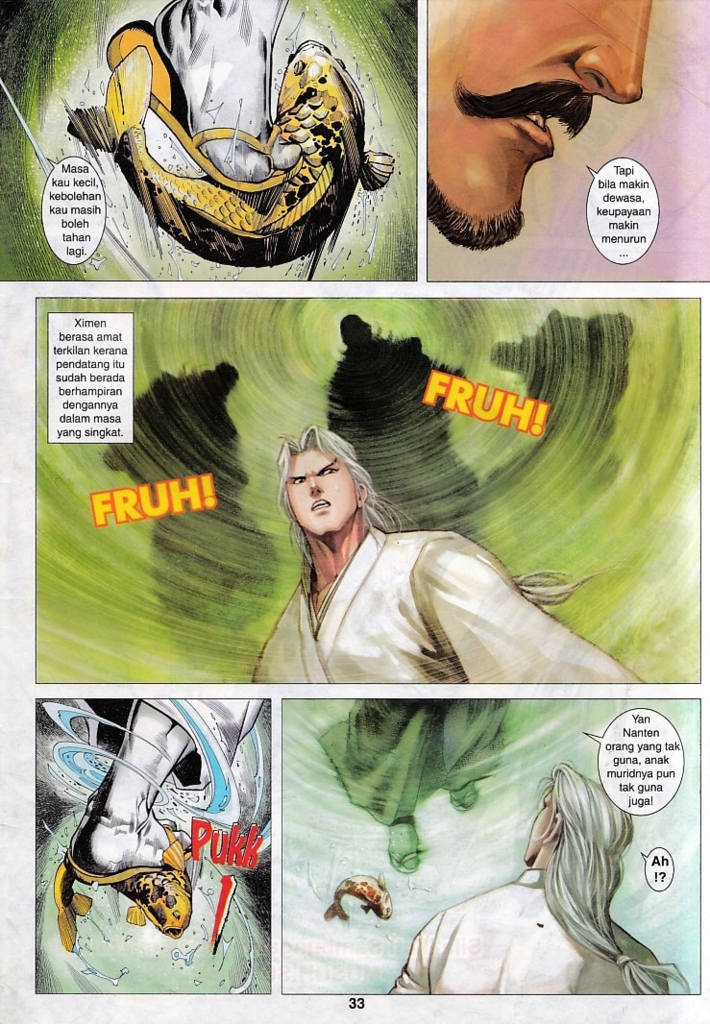 Masa
kau kecil,
kebolehan
kau masih
boleh
tahan
lagi.
Tapi
bila makin
dewasa,
keupayaan
makin
menurun
...
Ximen
berasa amat
terkilan kerana
pendatang itu
sudah berada
berhampiran
dengannya
dalam masa
yang singkat.
FRUH!
FRUH!
PUKK
!
Yan
Nanten
orang yang tak
guna, anak
muridnya pun
tak guna
juga!
Ah
!?
33